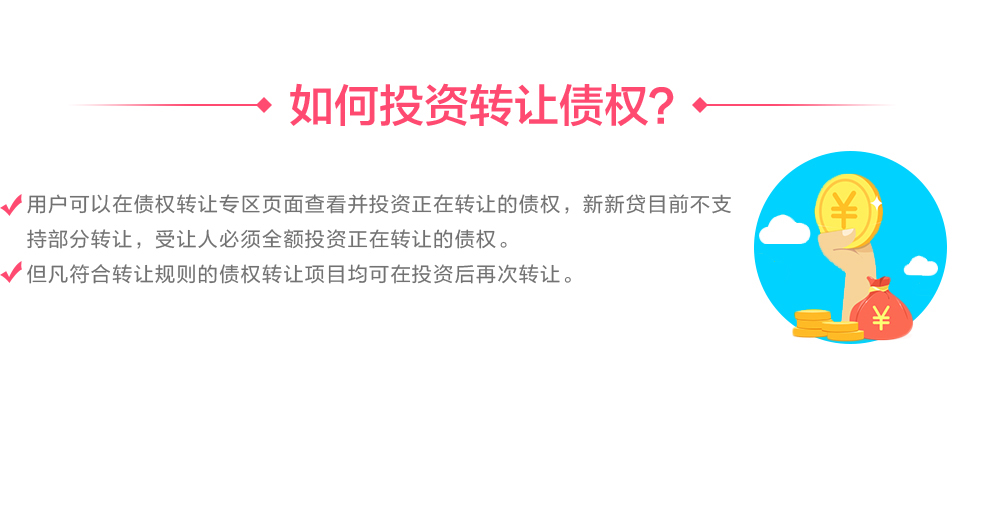 如何投资转让债权?
用户可以在债权转让专区页面查看并投资正在转让的债权，新新贷目前不支
持部分转让，受让人必须全额投资正在转让的债权。
但凡符合转让规则的债权转让项目均可在投资后再次转让。
¥
¥